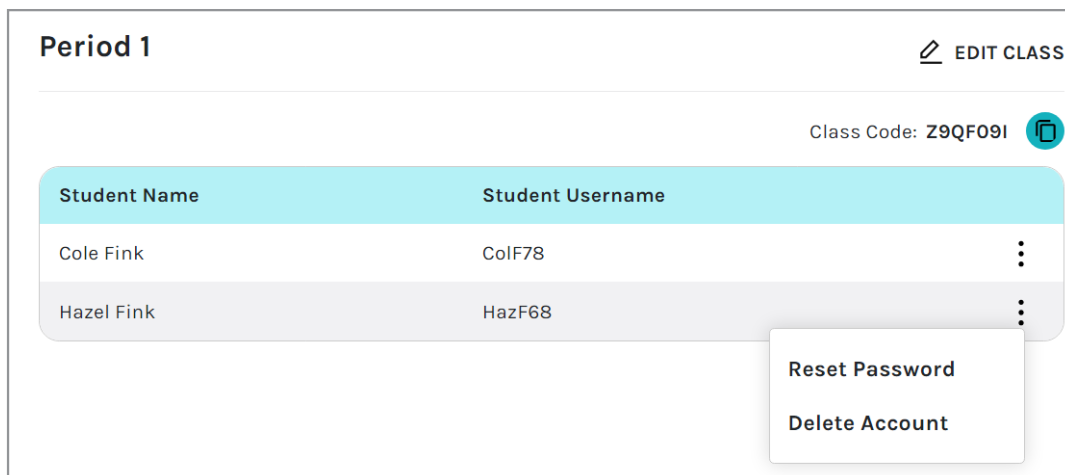 Period 1
EDIT CLASS
Class Code: Z9QF09I
Student Name Student Username
Cole Fink ColF78
Hazel Fink HazF68
Reset Password
Delete Account